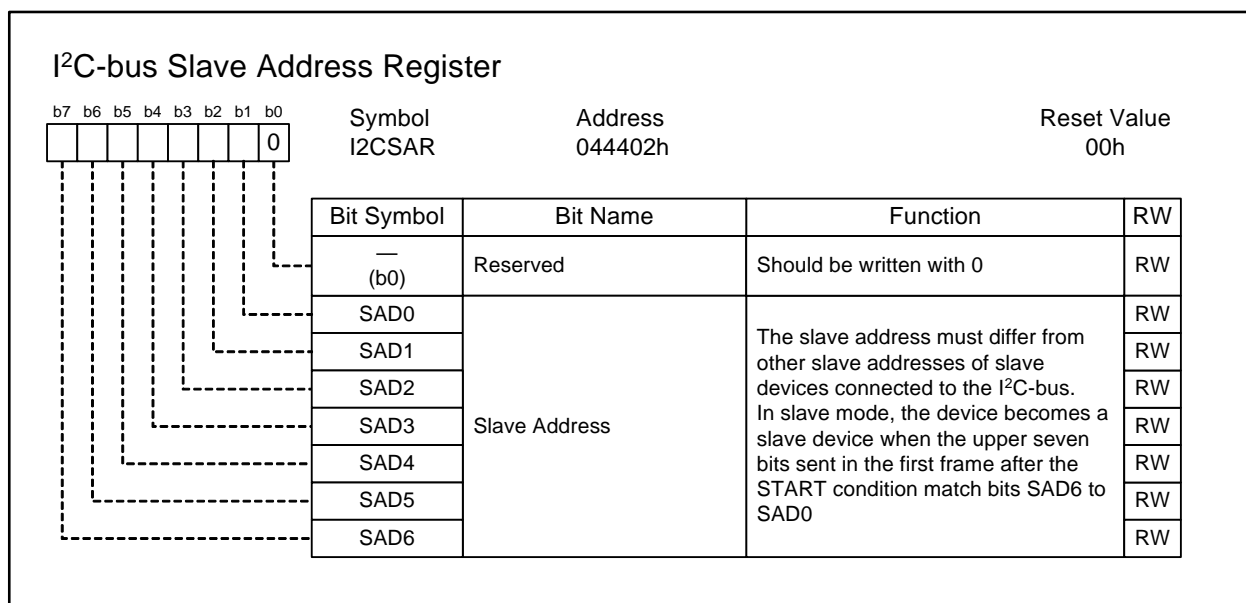 I²C-bus Slave Address Register
b7 b6 b5 b4 b3 b2 b1 b0
0
Symbol Address Reset Value
I2CSAR 044402h 00h
Bit Symbol Bit Name Function RW
— (b0) Reserved Should be written with 0 RW
SAD0 RW
SAD1 RW
SAD2 RW
SAD3 RW
SAD4 RW
SAD5 RW
SAD6 RW
Slave Address
The slave address must differ from
other slave addresses of slave
devices connected to the I²C-bus.
In slave mode, the device becomes a
slave device when the upper seven
bits sent in the first frame after the
START condition match bits SAD6 to
SAD0